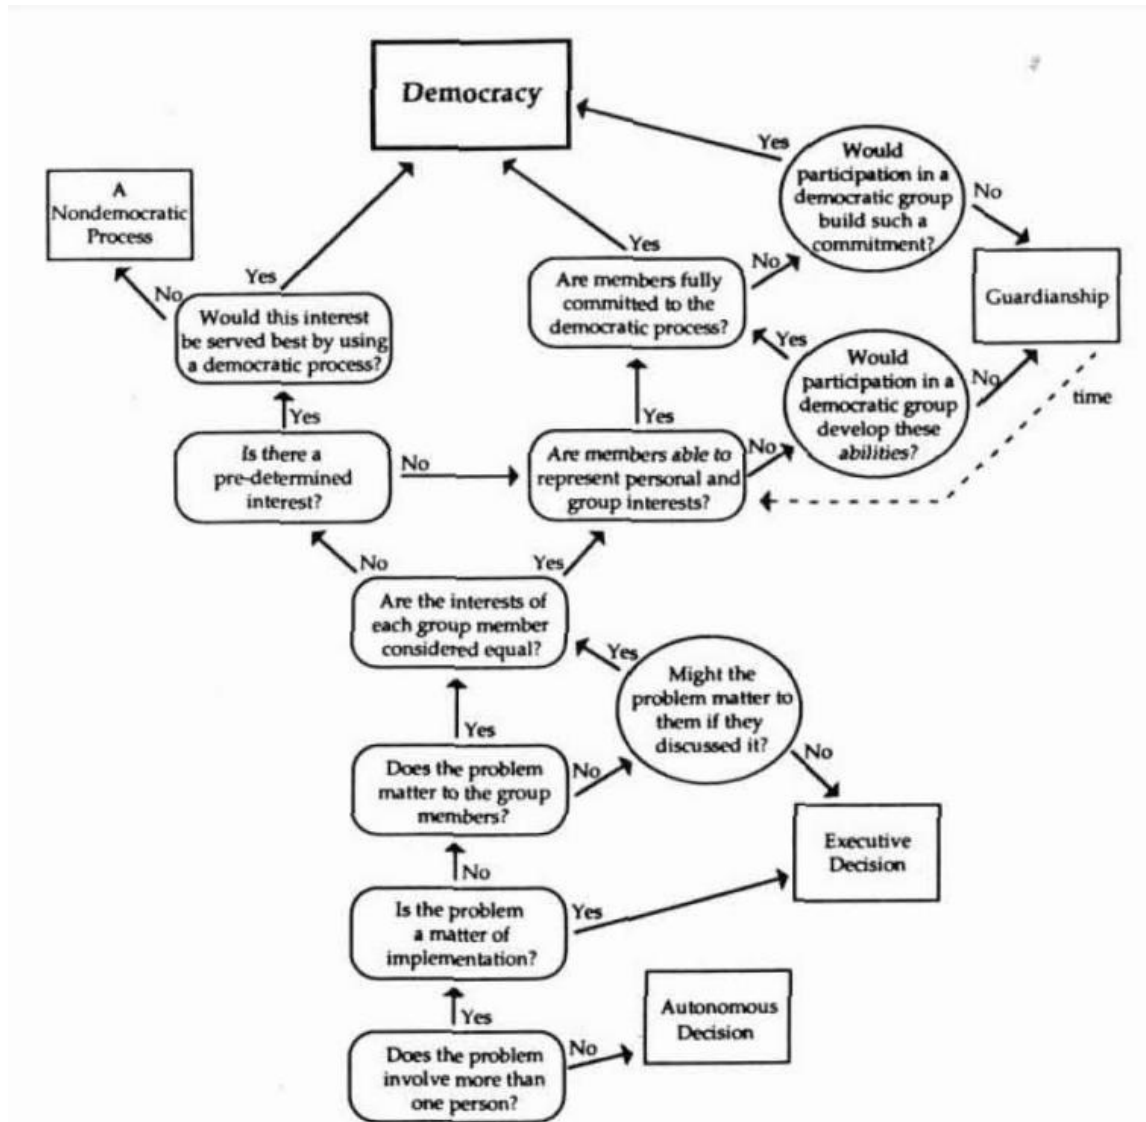 Democracy
Yes
Would
participation in a
democratic group
build such a
commitment?
No
A
Nondemocratic
Process
Yes
No
Yes
Are members fully
committed to the
democratic process?
No
Guardianship
Would this interest
be served best by using
a democratic process?
Yes
Would
participation in a
democratic group
develop these
abilities?
No
time
Yes
Is there a
pre-determined
interest?
No
Yes
Are members able to
represent personal and
group interests?
No
No
Yes
Are the interests of
each group member
considered equal?
Yes
Might the
problem matter to
them if they
discussed it?
No
Yes
Does the problem
matter to the group
members?
No
Executive
Decision
No
Is the problem
a matter of
implementation?
Yes
Autonomous
Decision
Yes
Does the problem
involve more than
one person?
No